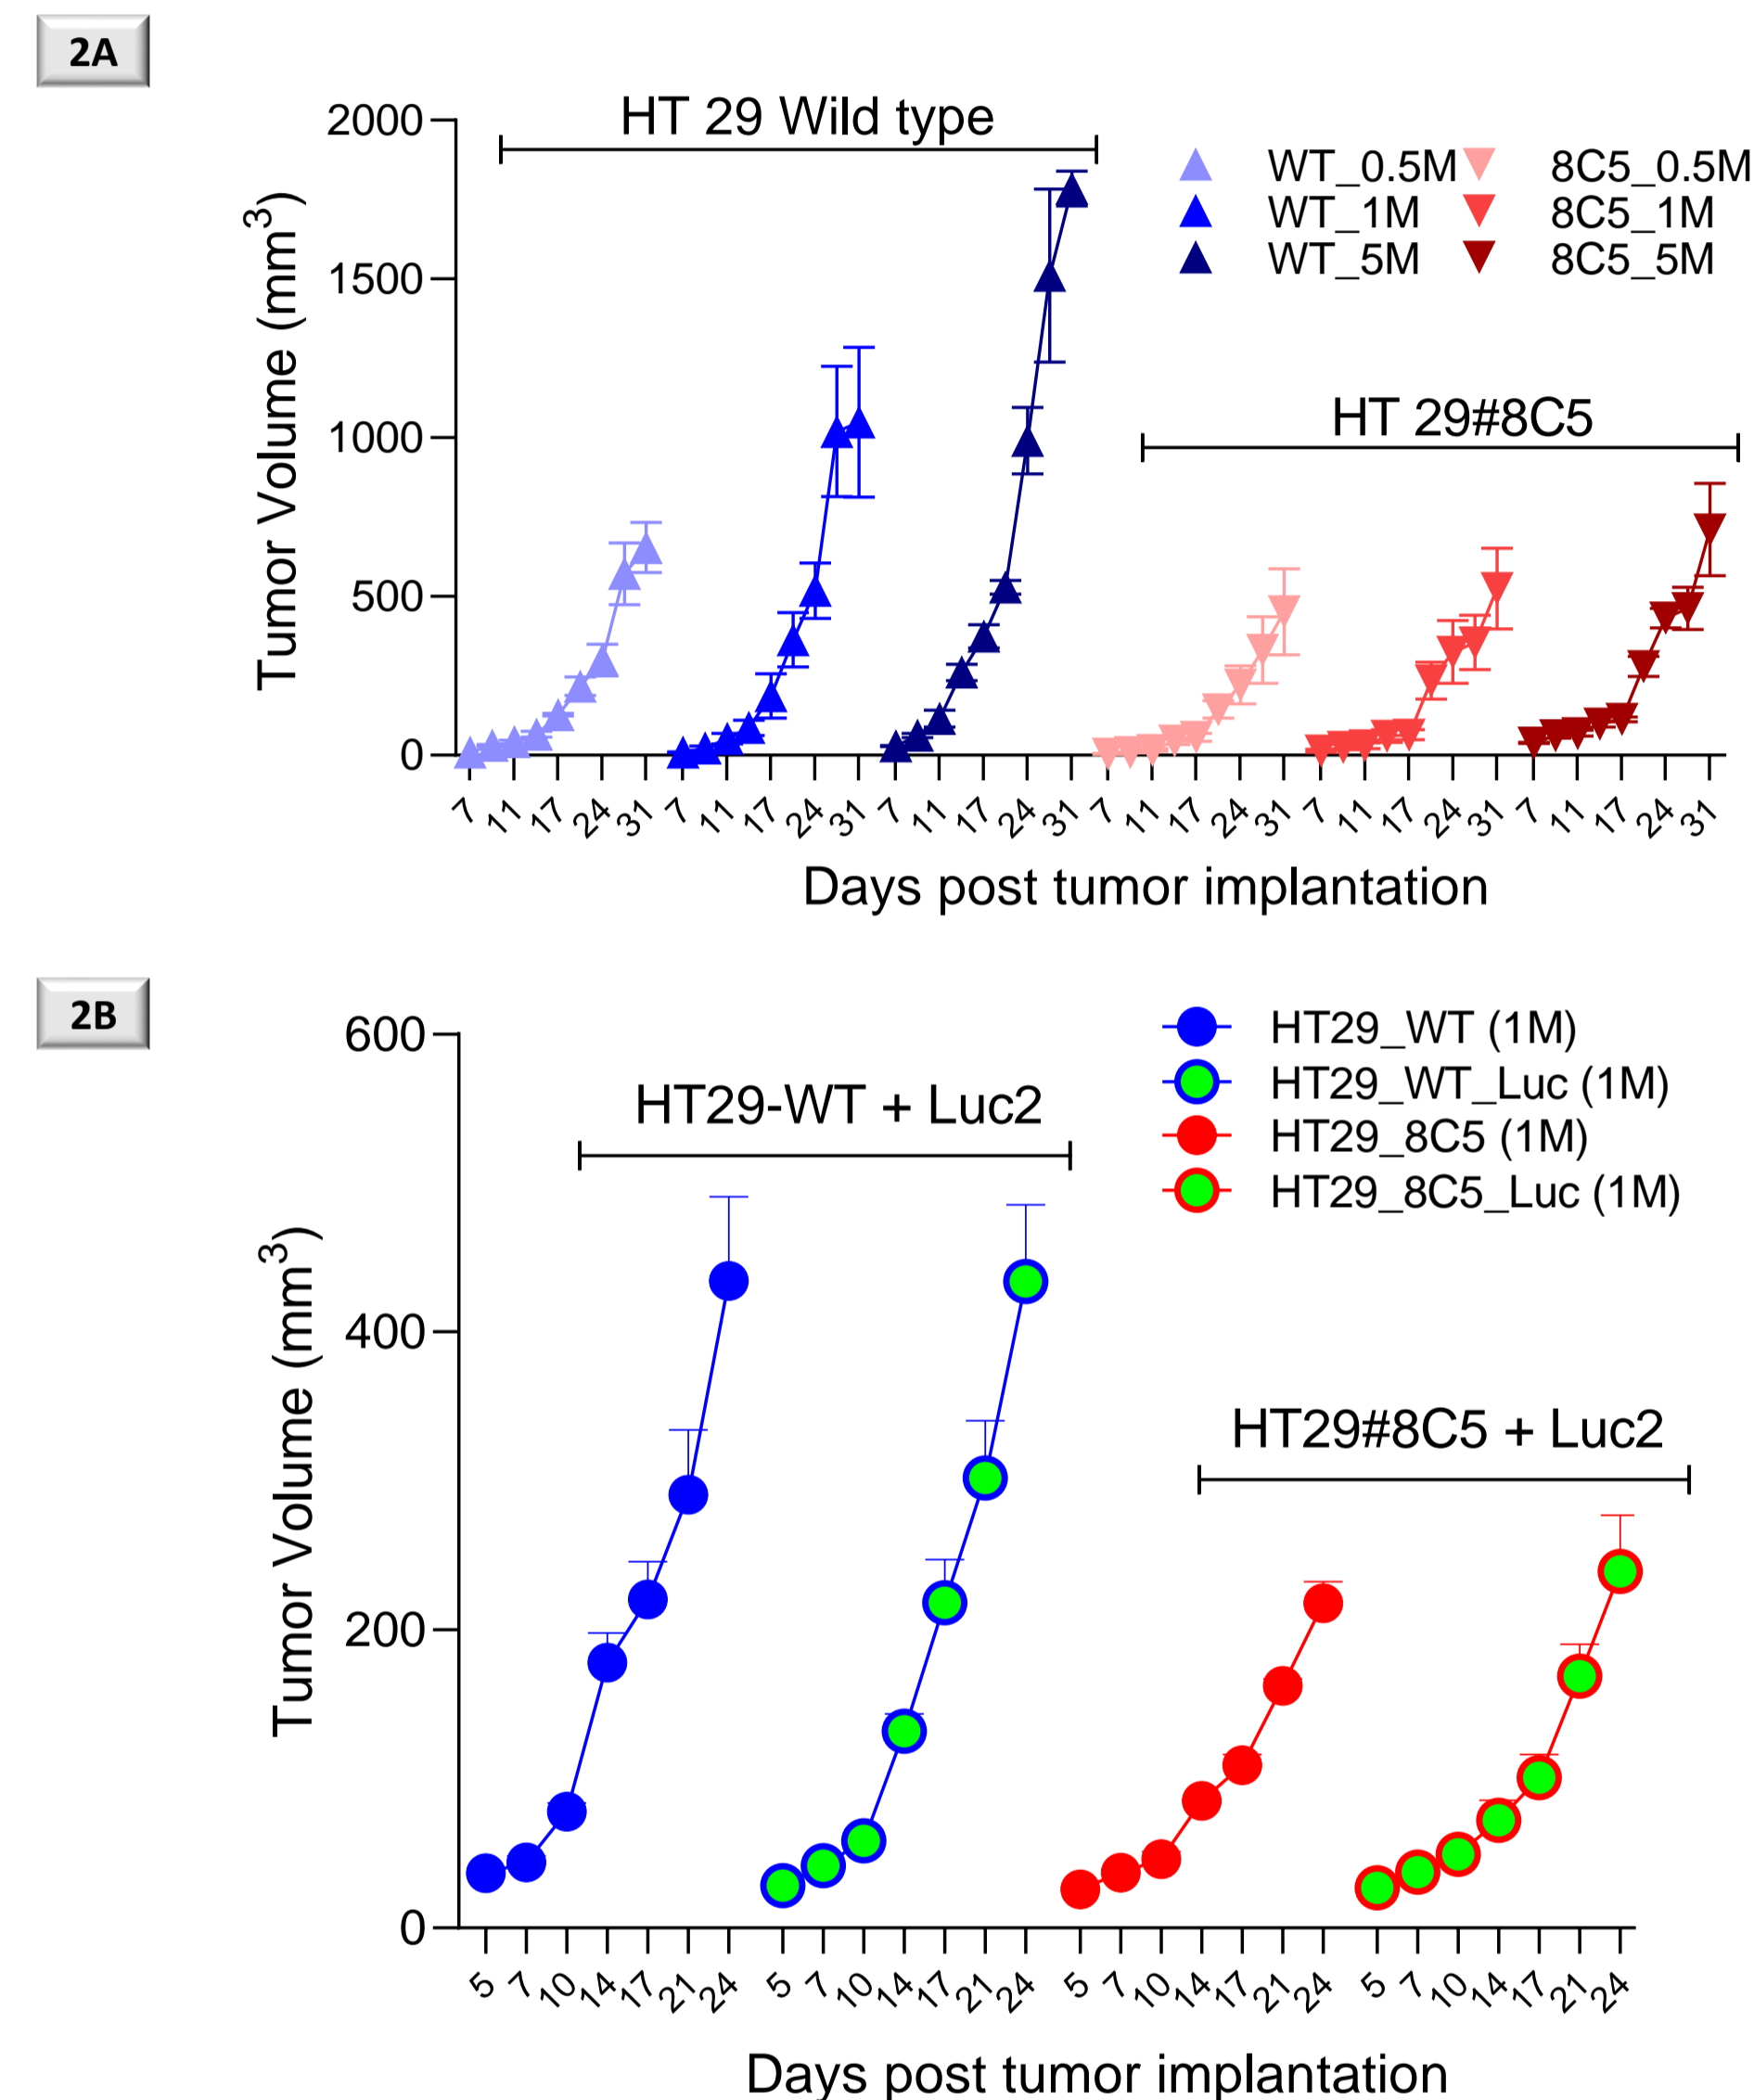 2A
HT 29 Wild type
WT_0.5M 8C5_0.5M
WT_1M 8C5_1M
WT_5M 8C5_5M
HT 29#8C5
Tumor Volume (mm³)
2000
1500
1000
500
0
7 11 17 24 31 7 11 17 24 31 7 11 17 24 31 7 11 17 24 31 7 11 17 24 31 7 11 17 24 31
Days post tumor implantation
2B
HT29_WT (1M)
HT29_WT_Luc (1M)
HT29_8C5 (1M)
HT29_8C5_Luc (1M)
HT29-WT + Luc2
HT29#8C5 + Luc2
Tumor Volume (mm³)
600
400
200
0
5 7 10 14 17 21 24 5 7 10 14 17 21 24 5 7 10 14 17 21 24 5 7 10 14 17 21 24
Days post tumor implantation